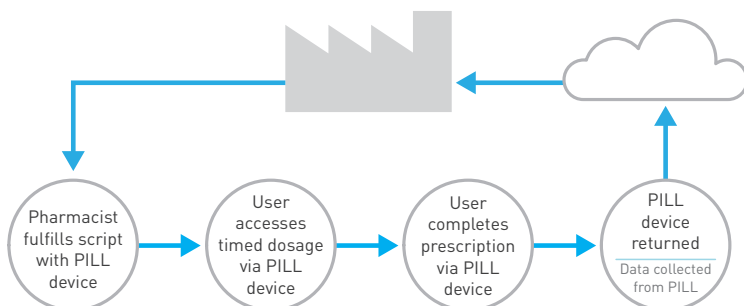 Pharmacist
fulfills script
with PILL
device
User
accesses
timed dosage
via PILL
device
User
completes
prescription
via PILL
device
PILL
device
returned
Data collected
from PILL